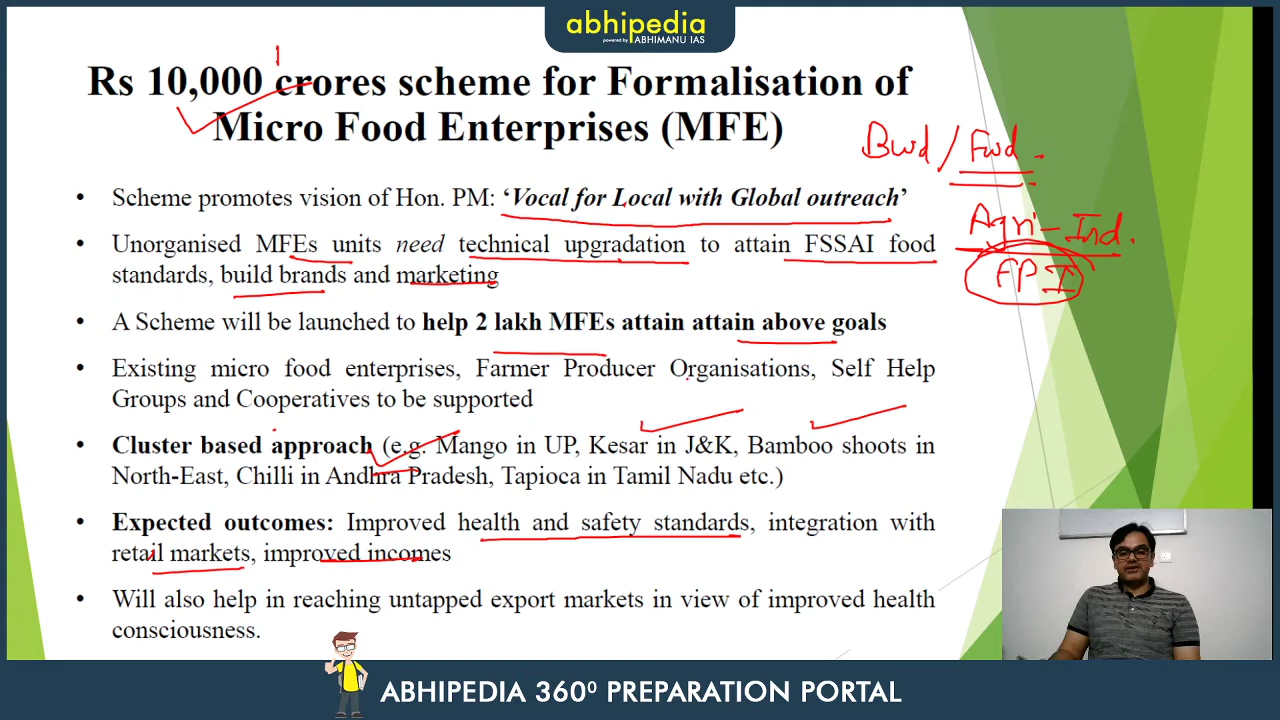 abhipedia
powered by ABHIMANU IAS
Rs 10,000 crores scheme for Formalisation of
Micro Food Enterprises (MFE)
Bwd / Fwd
• Scheme promotes vision of Hon. PM: ‘Vocal for Local with Global outreach’
Agri - Ind.
• Unorganised MFEs units need technical upgradation to attain FSSAI food
standards, build brands and marketing
FPI
• A Scheme will be launched to help 2 lakh MFEs attain attain above goals
• Existing micro food enterprises, Farmer Producer Organisations, Self Help
Groups and Cooperatives to be supported
• Cluster based approach (e.g. Mango in UP, Kesar in J&K, Bamboo shoots in
North-East, Chilli in Andhra Pradesh, Tapioca in Tamil Nadu etc.)
• Expected outcomes: Improved health and safety standards, integration with
retail markets, improved incomes
• Will also help in reaching untapped export markets in view of improved health
consciousness.
ABHIPEDIA 360⁰ PREPARATION PORTAL